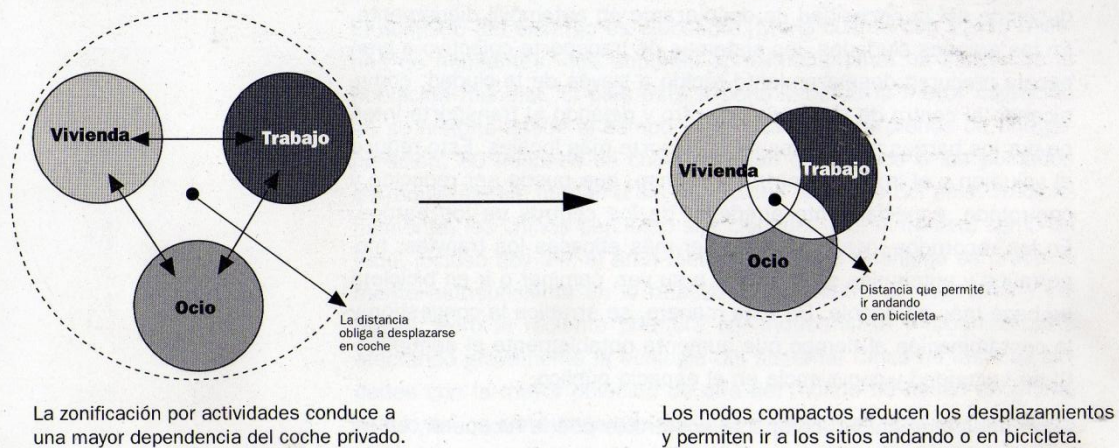 Vivienda
Trabajo
Ocio
La distancia
obliga a desplazarse
en coche
Vivienda
Trabajo
Ocio
Distancia que permite
ir andando
o en bicicleta
La zonificación por actividades conduce a
una mayor dependencia del coche privado.
Los nodos compactos reducen los desplazamientos
y permiten ir a los sitios andando o en bicicleta.